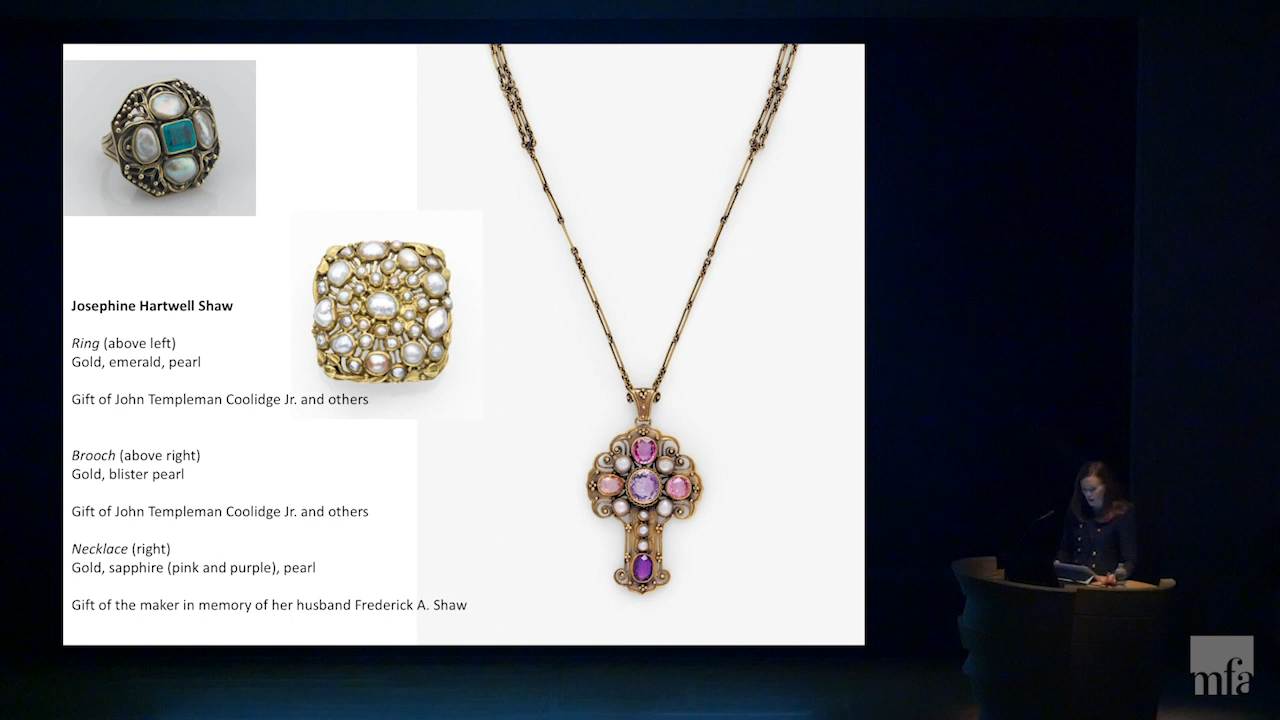 Josephine Hartwell Shaw
Ring (above left)
Gold, emerald, pearl
Gift of John Templeman Coolidge Jr. and others
Brooch (above right)
Gold, blister pearl
Gift of John Templeman Coolidge Jr. and others
Necklace (right)
Gold, sapphire (pink and purple), pearl
Gift of the maker in memory of her husband Frederick A. Shaw
mfa